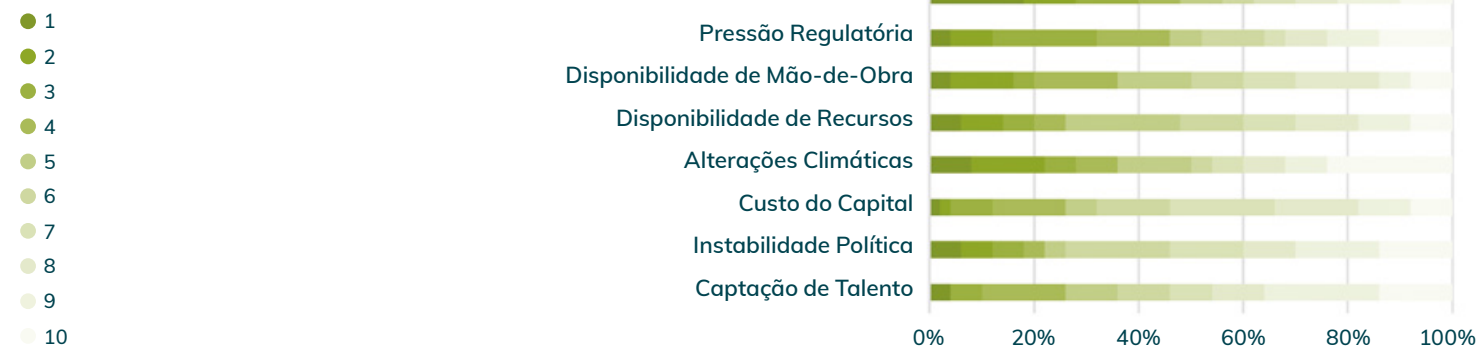 1
2
3
4
5
6
7
8
9
10
Pressão Regulatória
Disponibilidade de Mão-de-Obra
Disponibilidade de Recursos
Alterações Climáticas
Custo do Capital
Instabilidade Política
Captação de Talento
0% 20% 40% 60% 80% 100%